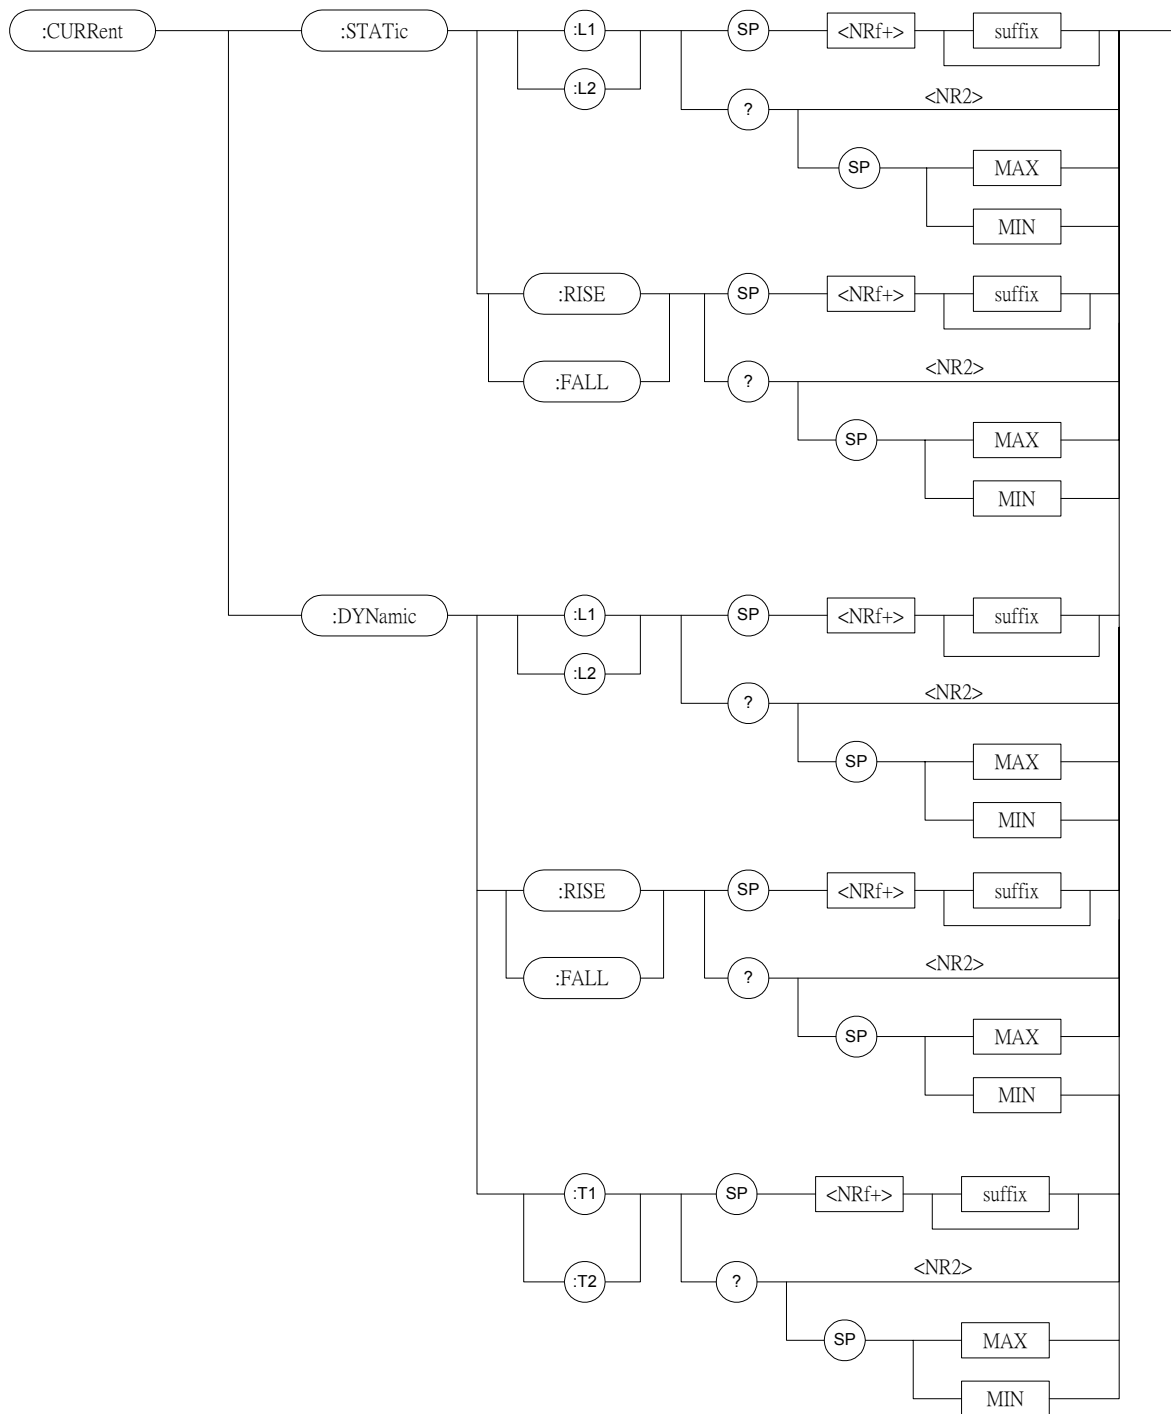 :CURRent :STATic :L1 SP <NRf+> suffix
:L2
? <NR2>
SP MAX
MIN
:RISE SP <NRf+> suffix
:FALL ? <NR2>
SP MAX
MIN
:DYNamic :L1 SP <NRf+> suffix
:L2
? <NR2>
SP MAX
MIN
:RISE SP <NRf+> suffix
:FALL ? <NR2>
SP MAX
MIN
:T1 SP <NRf+> suffix
:T2 ? <NR2>
SP MAX
MIN